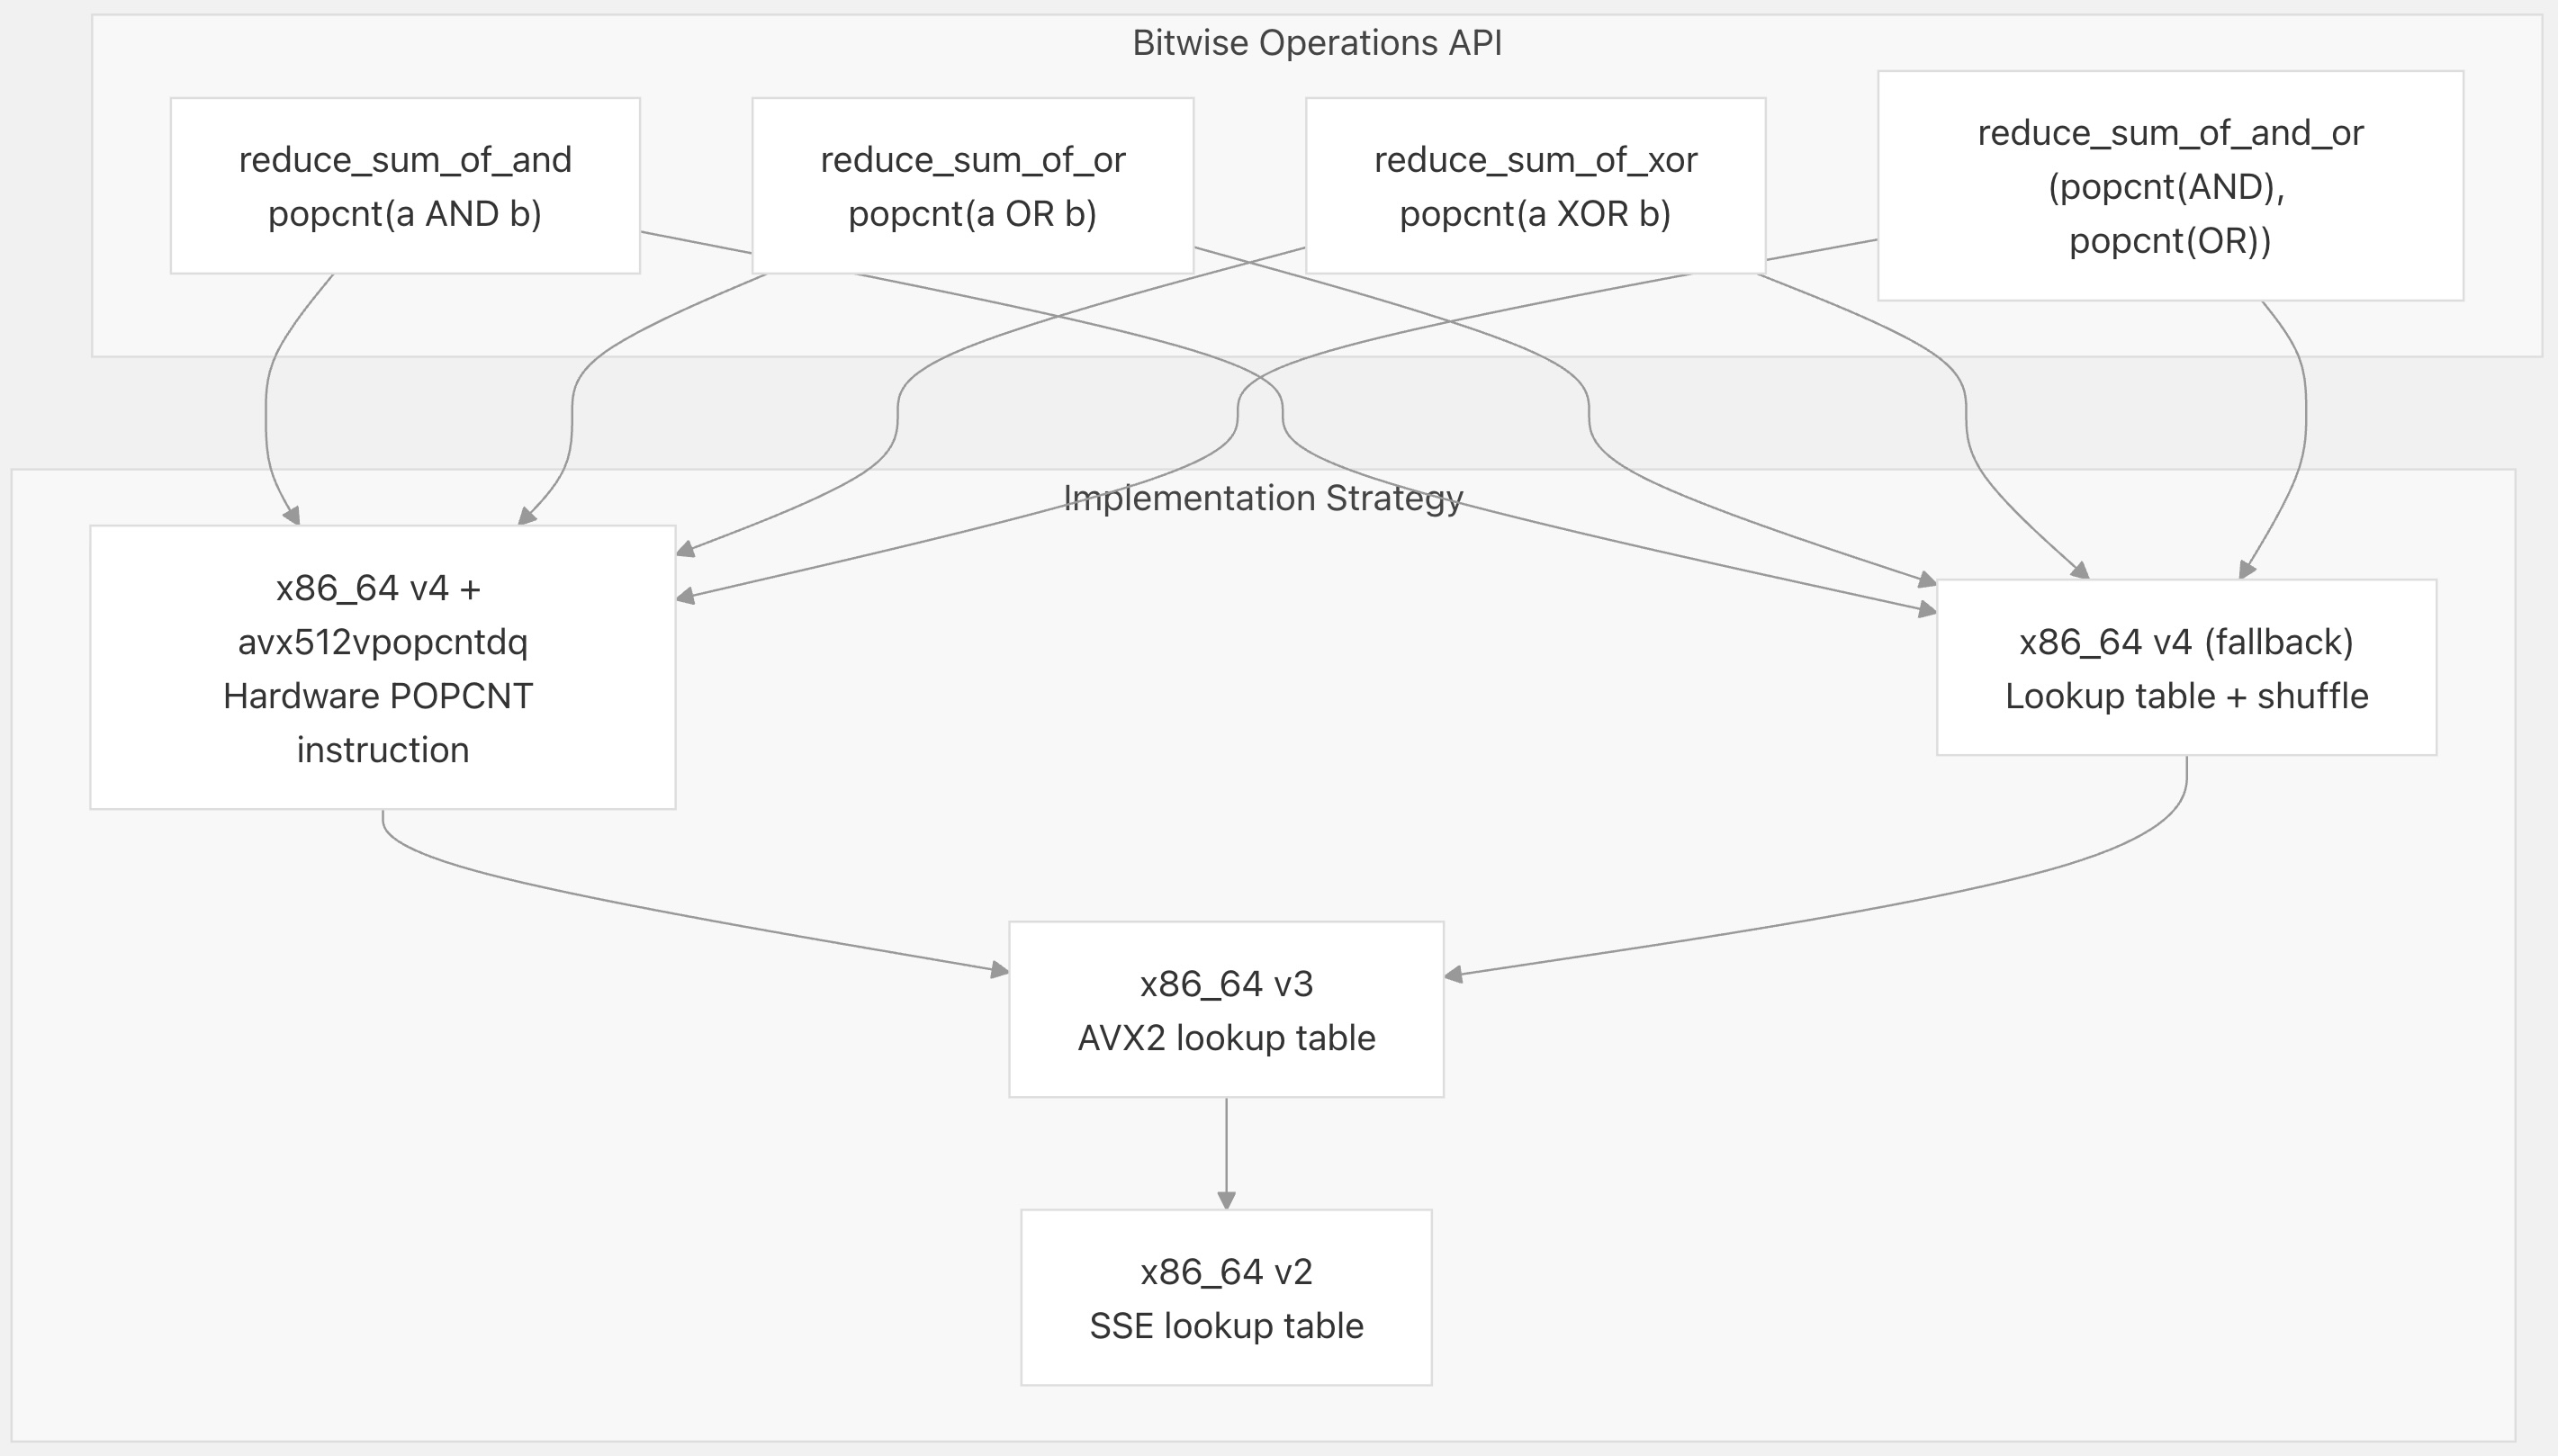 Bitwise Operations API
reduce_sum_of_and
popcnt(a AND b)
reduce_sum_of_or
popcnt(a OR b)
reduce_sum_of_xor
popcnt(a XOR b)
reduce_sum_of_and_or
(popcnt(AND),
popcnt(OR))
Implementation Strategy
x86_64 v4 +
avx512vpopcntdq
Hardware POPCNT
instruction
x86_64 v4 (fallback)
Lookup table + shuffle
x86_64 v3
AVX2 lookup table
x86_64 v2
SSE lookup table